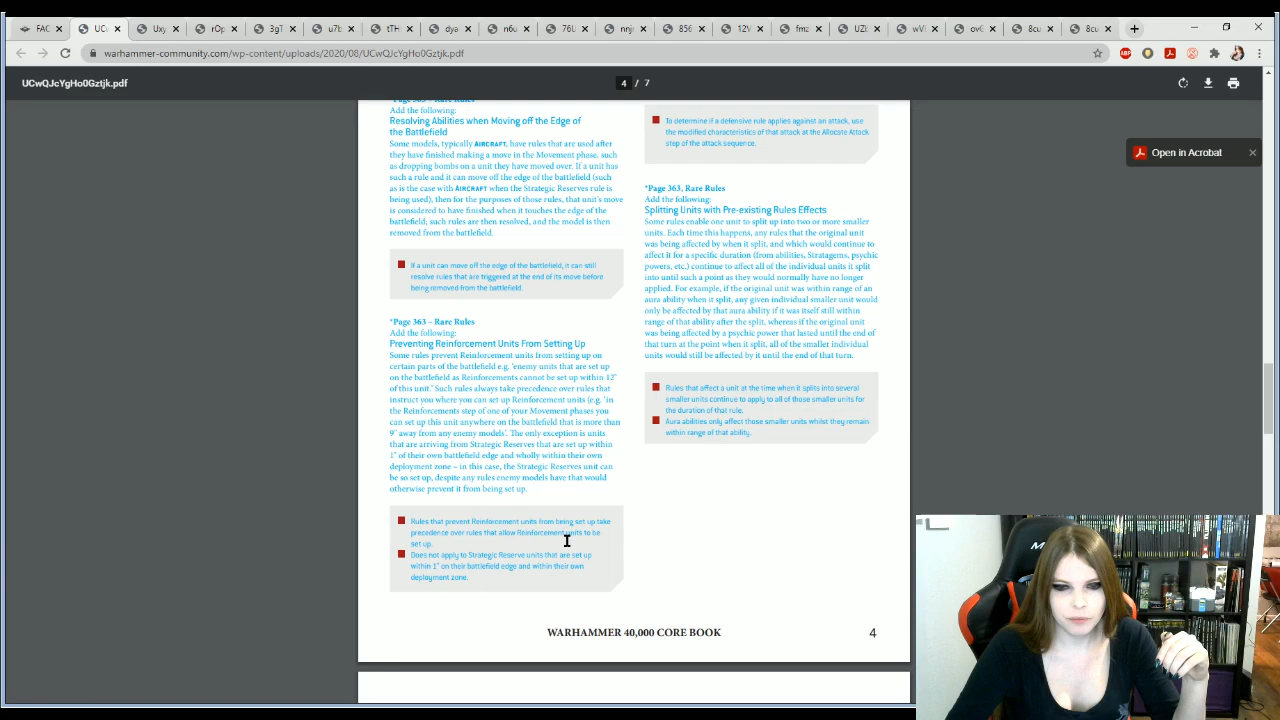 FAC
UC
Uxy
rOp
3gT
u7b
tTH
dya
n6u
76U
nnjr
856
12V
fmz
UZI
wVi
ov6
8cu
8cu
warhammer-community.com/wp-content/uploads/2020/08/UCwQJcYgHo0Gztjk.pdf
UCwQJcYgHo0Gztjk.pdf
4 / 7
Open in Acrobat
*Page 363 – Rare Rules
Add the following:
Resolving Abilities when Moving off the Edge of
the Battlefield
Some models, typically AIRCRAFT, have rules that are used after
they have finished making a move in the Movement phase, such
as dropping bombs on a unit they have moved over. If a unit has
such a rule and it can move off the edge of the battlefield (such
as is the case with AIRCRAFT when the Strategic Reserves rule is
being used), then for the purposes of those rules, that unit's move
is considered to have finished when it touches the edge of the
battlefield; such rules are then resolved, and the model is then
removed from the battlefield.
If a unit can move off the edge of the battlefield, it can still
resolve rules that are triggered at the end of its move before
being removed from the battlefield.
*Page 363 – Rare Rules
Add the following:
Preventing Reinforcement Units From Setting Up
Some rules prevent Reinforcement units from setting up on
certain parts of the battlefield e.g. 'enemy units that are set up
on the battlefield as Reinforcements cannot be set up within 12"
of this unit.' Such rules always take precedence over rules that
instruct you where you can set up Reinforcement units (e.g. 'in
the Reinforcements step of one of your Movement phases you
can set up this unit anywhere on the battlefield that is more than
9" away from any enemy models'. The only exception is units
that are arriving from Strategic Reserves that are set up within
1" of their own battlefield edge and wholly within their own
deployment zone – in this case, the Strategic Reserves unit can
be so set up, despite any rules enemy models have that would
otherwise prevent it from being set up.
Rules that prevent Reinforcement units from being set up take
precedence over rules that allow Reinforcement units to be
set up.
Does not apply to Strategic Reserve units that are set up
within 1" on their battlefield edge and within their own
deployment zone.
To determine if a defensive rule applies against an attack, use
the modified characteristics of that attack at the Allocate Attack
step of the attack sequence.
*Page 363, Rare Rules
Add the following:
Splitting Units with Pre-existing Rules Effects
Some rules enable one unit to split up into two or more smaller
units. Each time this happens, any rules that the original unit
was being affected by when it split, and which would continue to
affect it for a specific duration (from abilities, Stratagems, psychic
powers, etc.) continue to affect all of the individual units it split
into until such a point as they would normally have no longer
applied. For example, if the original unit was within range of an
aura ability when it split, any given individual smaller unit would
only be affected by that aura ability if it was itself still within
range of that ability after the split, whereas if the original unit
was being affected by a psychic power that lasted until the end of
that turn at the point when it split, all of the smaller individual
units would still be affected by it until the end of that turn.
Rules that affect a unit at the time when it splits into several
smaller units continue to apply to all of those smaller units for
the duration of that rule.
Aura abilities only affect those smaller units whilst they remain
within range of that ability.
WARHAMMER 40,000 CORE BOOK
4